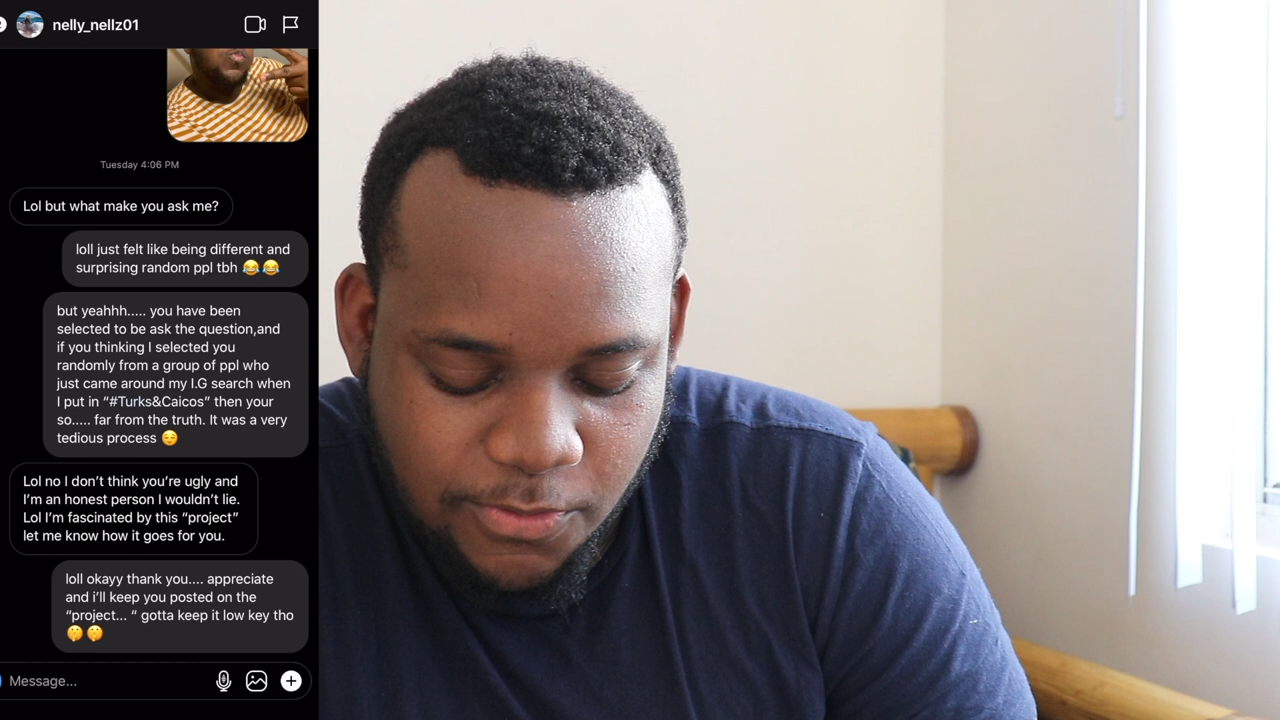 nelly_nellz01
Tuesday 4:06 PM
Lol but what make you ask me?
loll just felt like being different and
surprising random ppl tbh 😂😂
but yeahhh..... you have been
selected to be ask the question,and
if you thinking I selected you
randomly from a group of ppl who
just came around my I.G search when
I put in “#Turks&Caicos” then your
so..... far from the truth. It was a very
tedious process 😌
Lol no I don’t think you’re ugly and
I’m an honest person I wouldn’t lie.
Lol I’m fascinated by this “project”
let me know how it goes for you.
loll okayy thank you.... appreciate
and i’ll keep you posted on the
“project... “ gotta keep it low key tho
🤫🤫
Message...